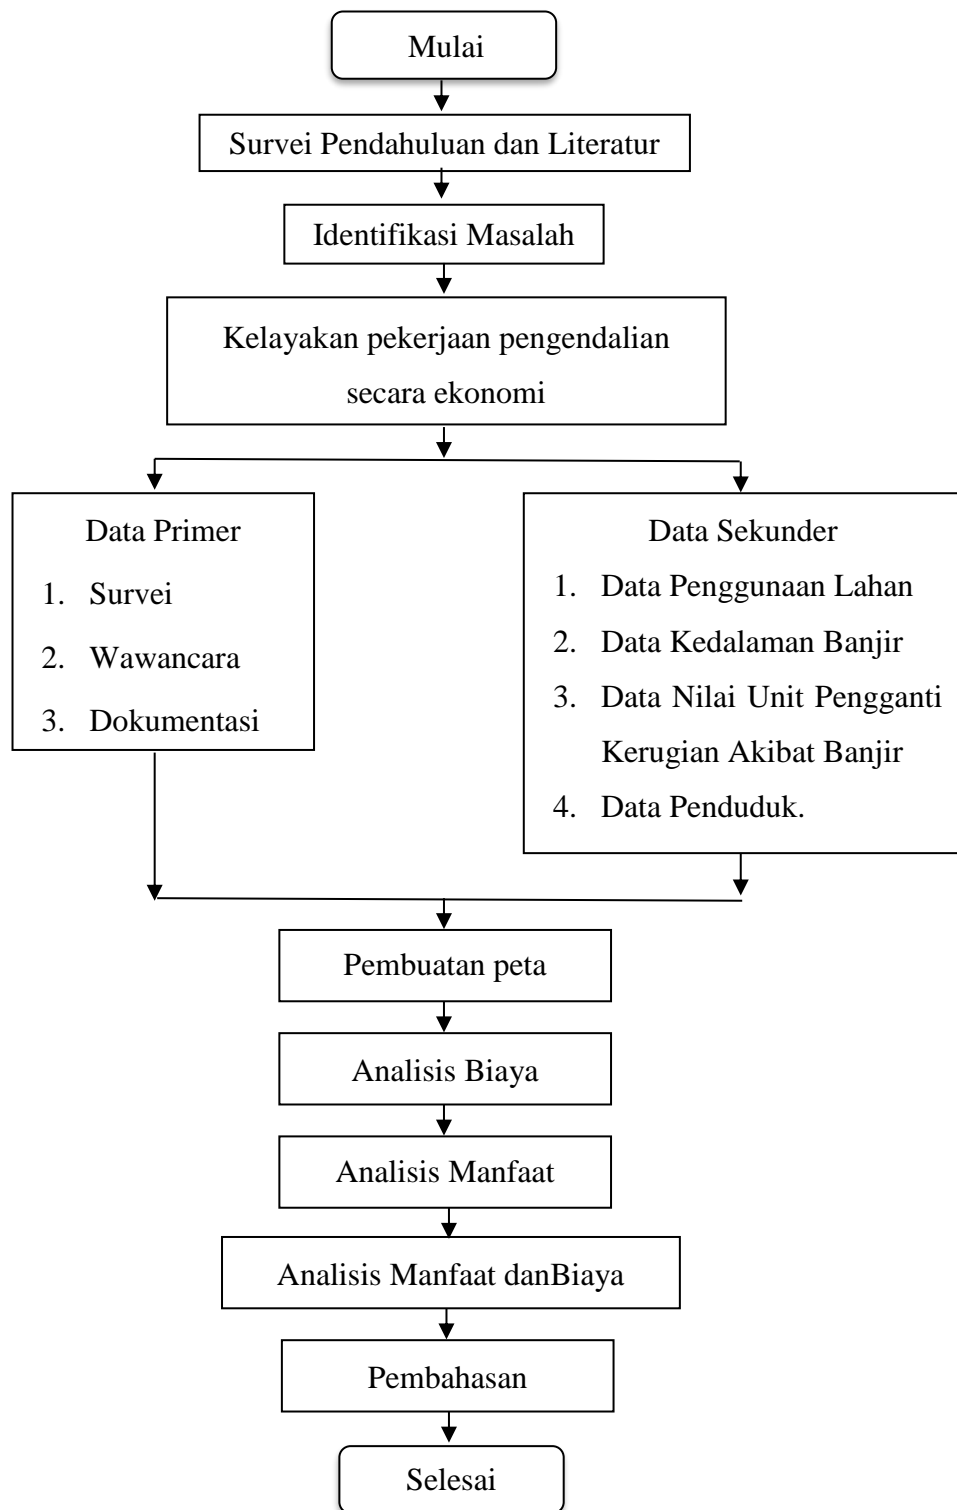 Mulai
Survei Pendahuluan dan Literatur
Identifikasi Masalah
Kelayakan pekerjaan pengendalian
secara ekonomi
Data Primer
1. Survei
2. Wawancara
3. Dokumentasi
Data Sekunder
1. Data Penggunaan Lahan
2. Data Kedalaman Banjir
3. Data Nilai Unit Pengganti
Kerugian Akibat Banjir
4. Data Penduduk.
Pembuatan peta
Analisis Biaya
Analisis Manfaat
Analisis Manfaat danBiaya
Pembahasan
Selesai